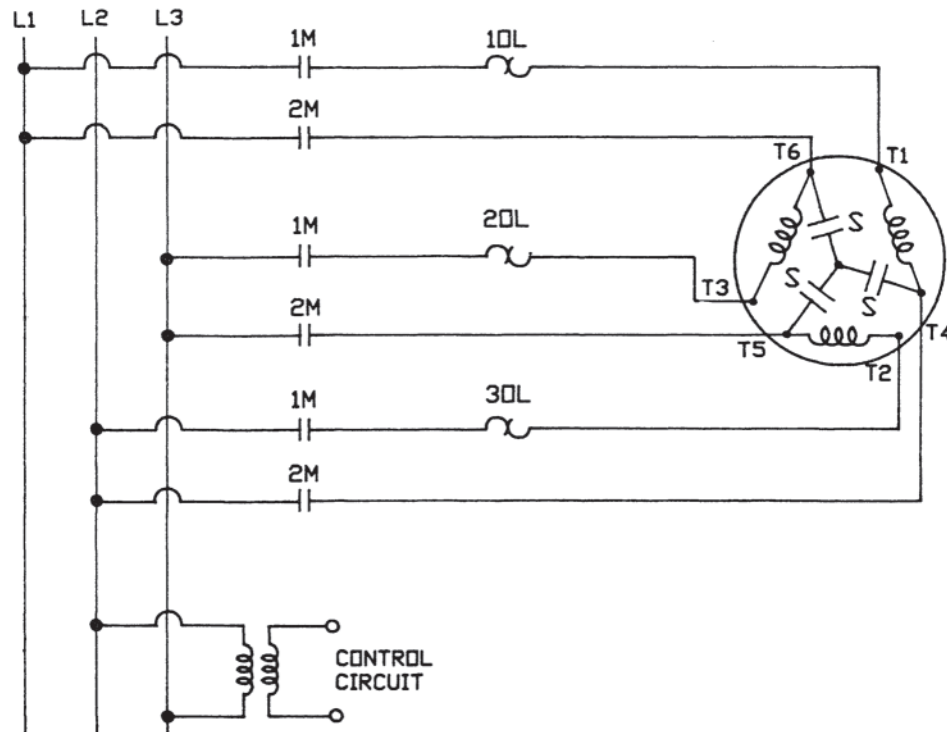 L1 L2 L3
1M 1OL
2M
T6 T1
S
1M 2OL
S S
T3
2M
T5 T4
T2
1M 3OL
2M
CONTROL
CIRCUIT